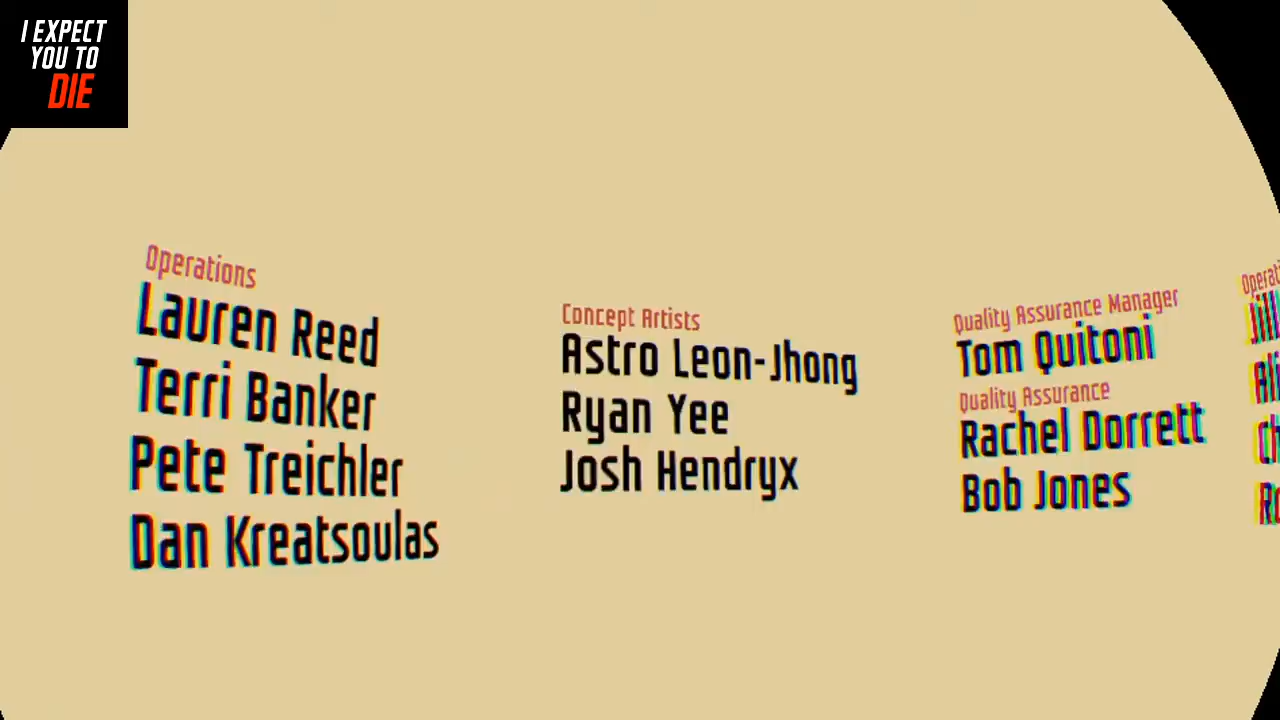 I EXPECT
YOU TO
DIE
Operations
Lauren Reed
Terri Banker
Pete Treichler
Dan Kreatsoulas
Concept Artists
Astro Leon-Jhong
Ryan Yee
Josh Hendryx
Quality Assurance Manager
Tom Quitoni
Quality Assurance
Rachel Dorrett
Bob Jones